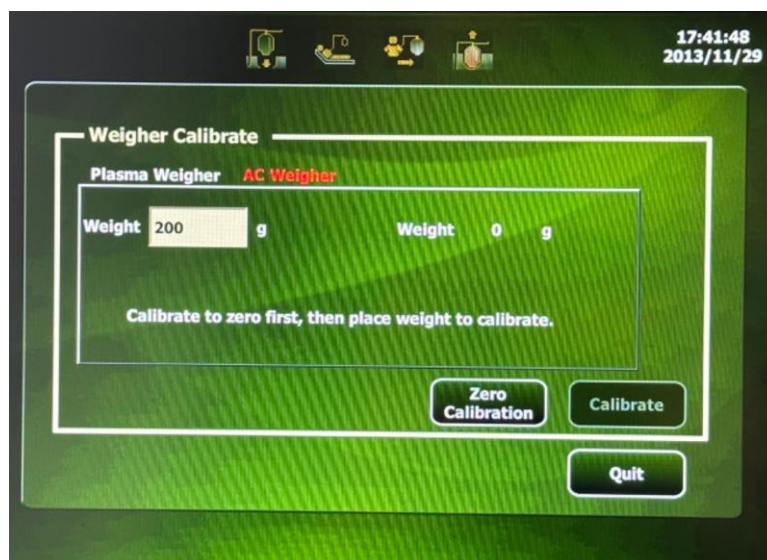 17:41:48
2013/11/29
Weigher Calibrate
Plasma Weigher AC Weigher
Weight 200 g Weight 0 g
Calibrate to zero first, then place weight to calibrate.
Zero
Calibration
Calibrate
Quit